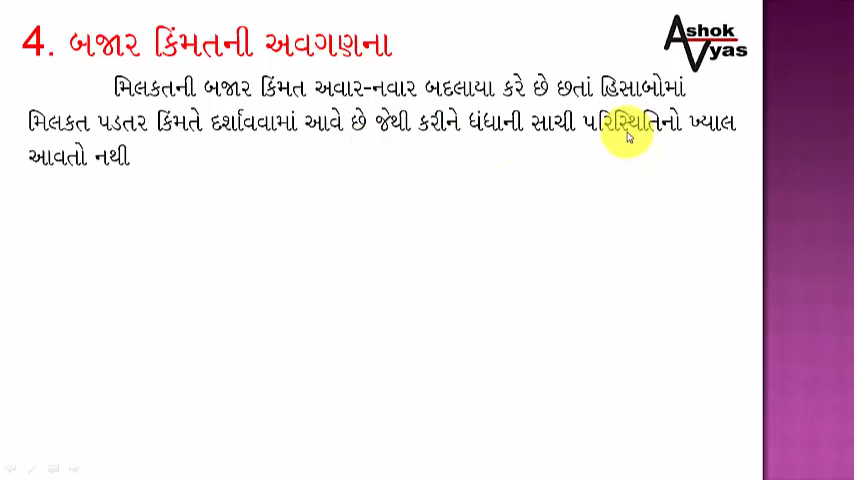 4. બજાર કિંમતની અવગણના
Ashok
Vyas
મિલકતની બજાર કિંમત અવાર-નવાર બદલાયા કરે છે છતાં હિસાબોમાં
મિલકત પડતર કિંમતે દર્શાવવામાં આવે છે જેથી કરીને ધંધાની સાચી પરિસ્થિતિનો ખ્યાલ
આવતો નથી